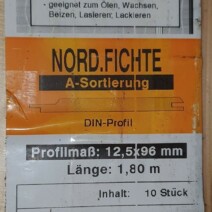 - geeignet zum Ölen, Wachsen,
Beizen, Lasieren, Lackieren
NORD.FICHTE
A-Sortierung
DIN-Profil
Profilmaß: 12,5x96 mm
Länge: 1,80 m
Inhalt: 10 Stück